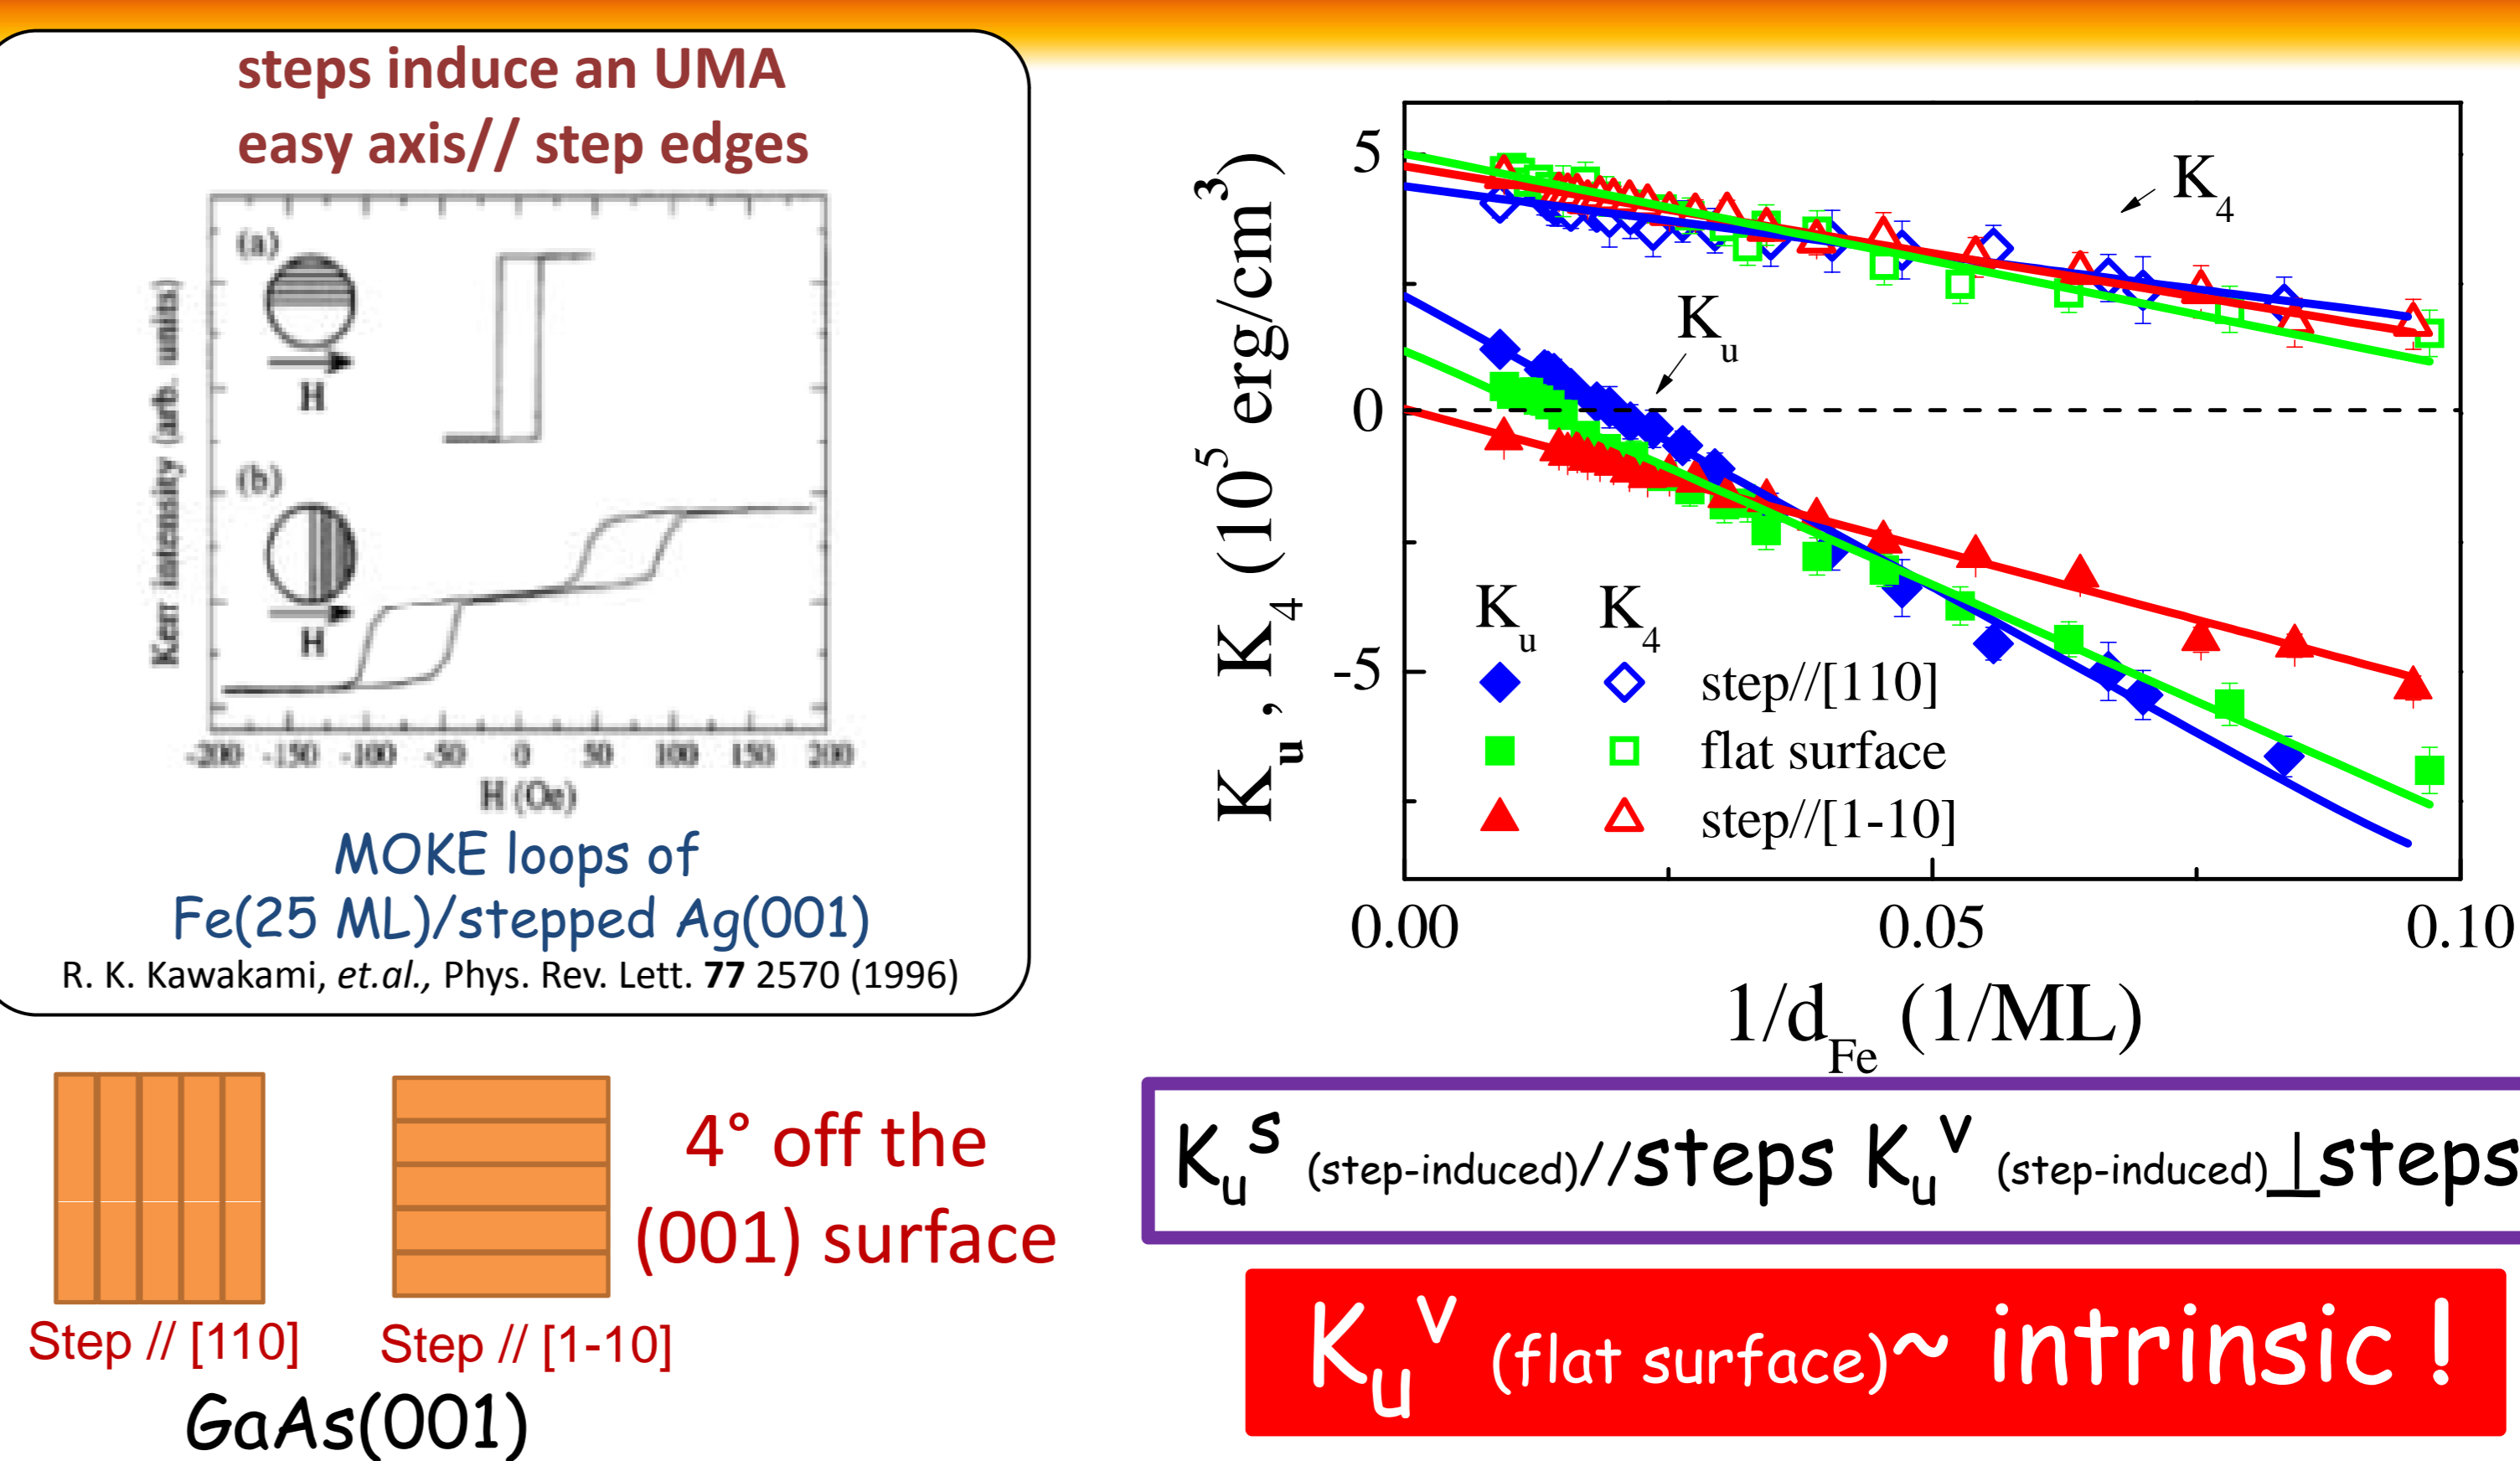 steps induce an UMA
easy axis// step edges
(a)
H
(b)
H
Kerr intensity (arb. units)
-200 -150 -100 -50 0 50 100 150 200
H (Oe)
MOKE loops of
Fe(25 ML)/stepped Ag(001)
R. K. Kawakami, et.al., Phys. Rev. Lett. 77 2570 (1996)
Ku, K4 (10^5 erg/cm^3)
5
0
-5
K4
Ku
Ku K4
step//[110]
flat surface
step//[1-10]
0.00 0.05 0.10
1/dFe (1/ML)
4° off the
(001) surface
Step // [110]
Step // [1-10]
GaAs(001)
Ku^s (step-induced)//steps Ku^v (step-induced)⊥steps
Ku^v (flat surface)~ intrinsic !